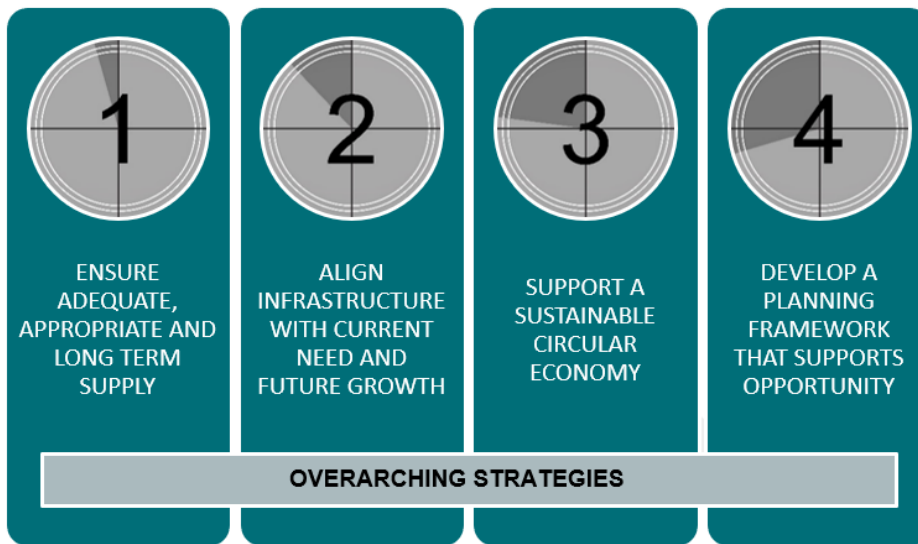 1
ENSURE
ADEQUATE,
APPROPRIATE AND
LONG TERM
SUPPLY
2
ALIGN
INFRASTRUCTURE
WITH CURRENT
NEED AND
FUTURE GROWTH
3
SUPPORT A
SUSTAINABLE
CIRCULAR
ECONOMY
4
DEVELOP A
PLANNING
FRAMEWORK
THAT SUPPORTS
OPPORTUNITY
OVERARCHING STRATEGIES